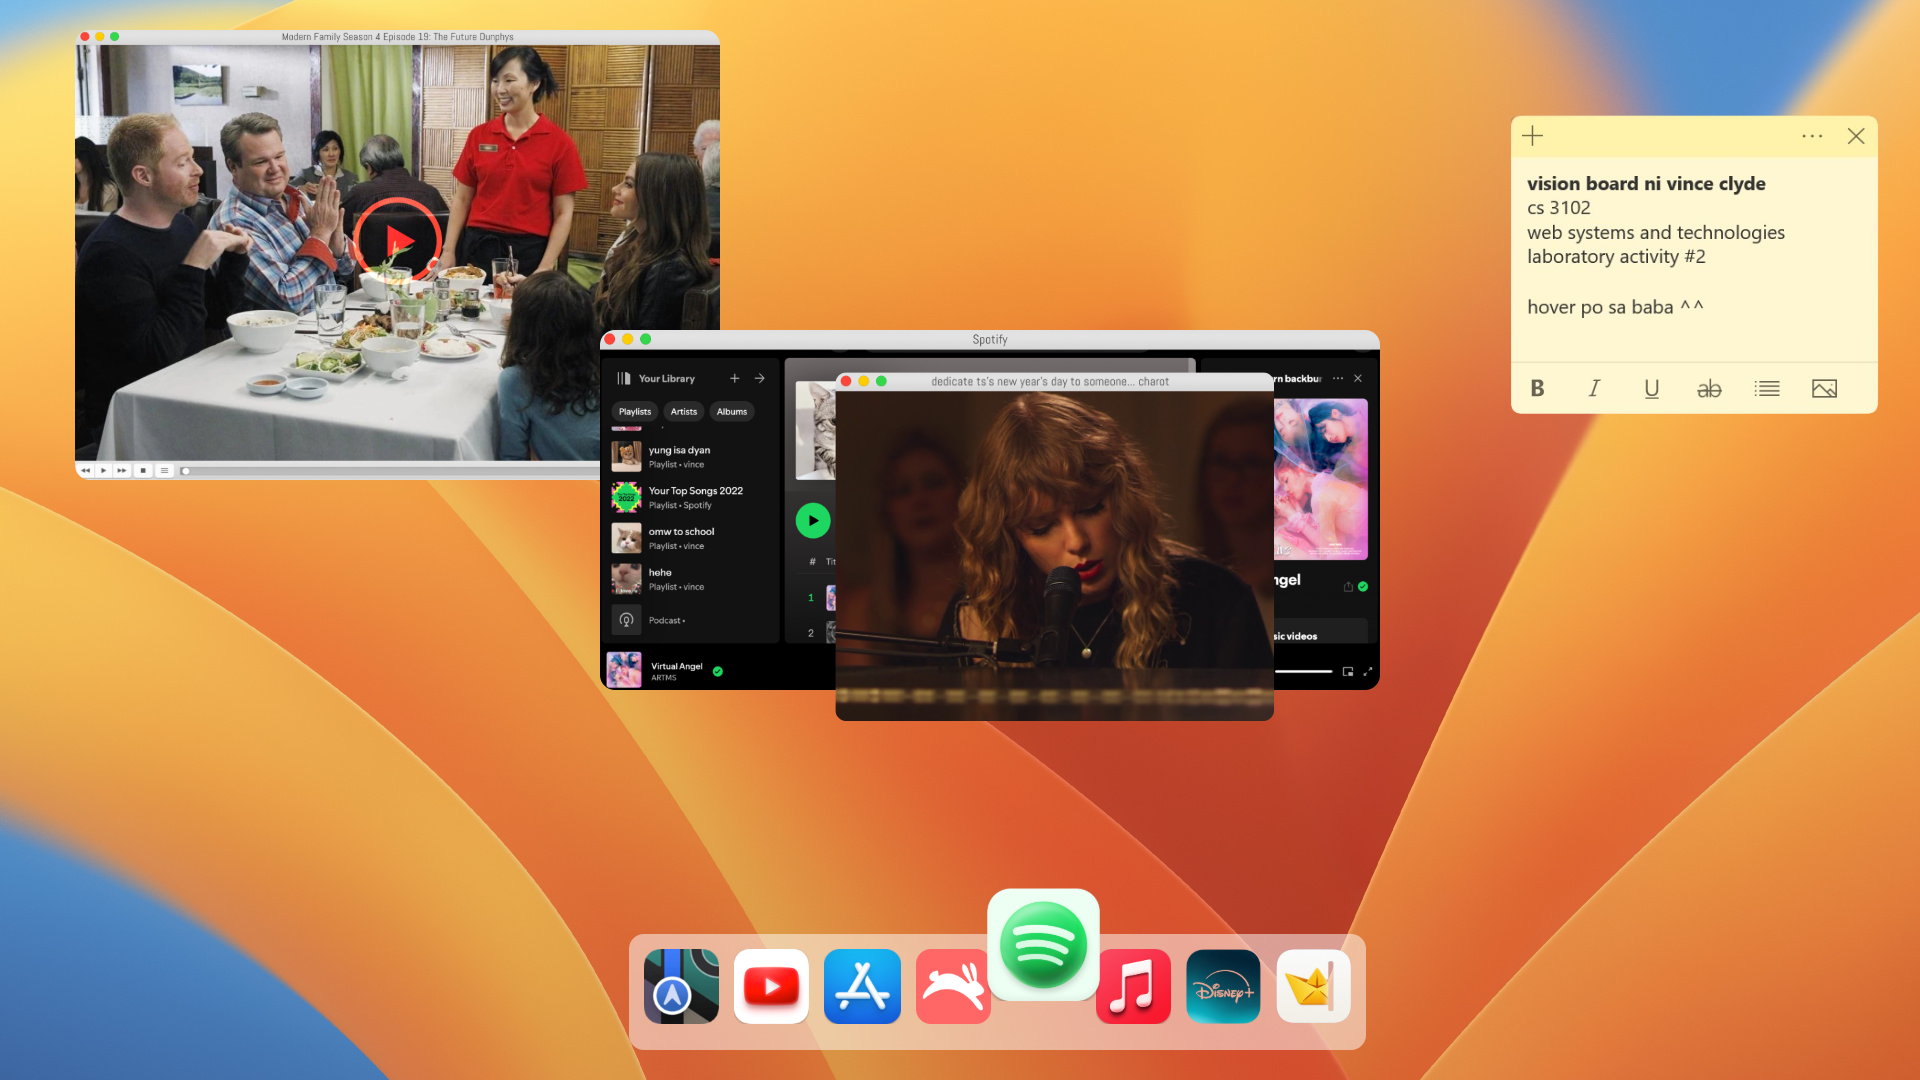 Modern Family Season 4 Episode 19: The Future Dunphys
vision board ni vince clyde
cs 3102
web systems and technologies
laboratory activity #2
hover po sa baba ^^
B I U ab
Spotify
Your Library
Playlists Artists Albums
yung isa dyan
Playlist • vince
Your Top Songs 2022
Playlist • Spotify
omw to school
Playlist • vince
hehe
Playlist • vince
Podcast •
Virtual Angel
ARTMS
# Tit
1
2
dedicate ts's new year's day to someone... charot
rn backbur
ngel
sic videos
Disney+